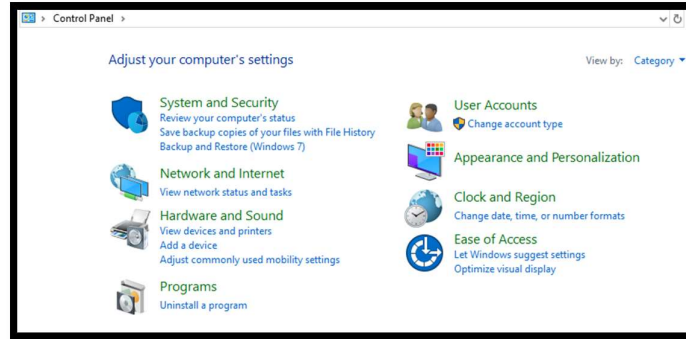 Control Panel
Adjust your computer's settings
View by: Category
System and Security
Review your computer's status
Save backup copies of your files with File History
Backup and Restore (Windows 7)
Network and Internet
View network status and tasks
Hardware and Sound
View devices and printers
Add a device
Adjust commonly used mobility settings
Programs
Uninstall a program
User Accounts
Change account type
Appearance and Personalization
Clock and Region
Change date, time, or number formats
Ease of Access
Let Windows suggest settings
Optimize visual display